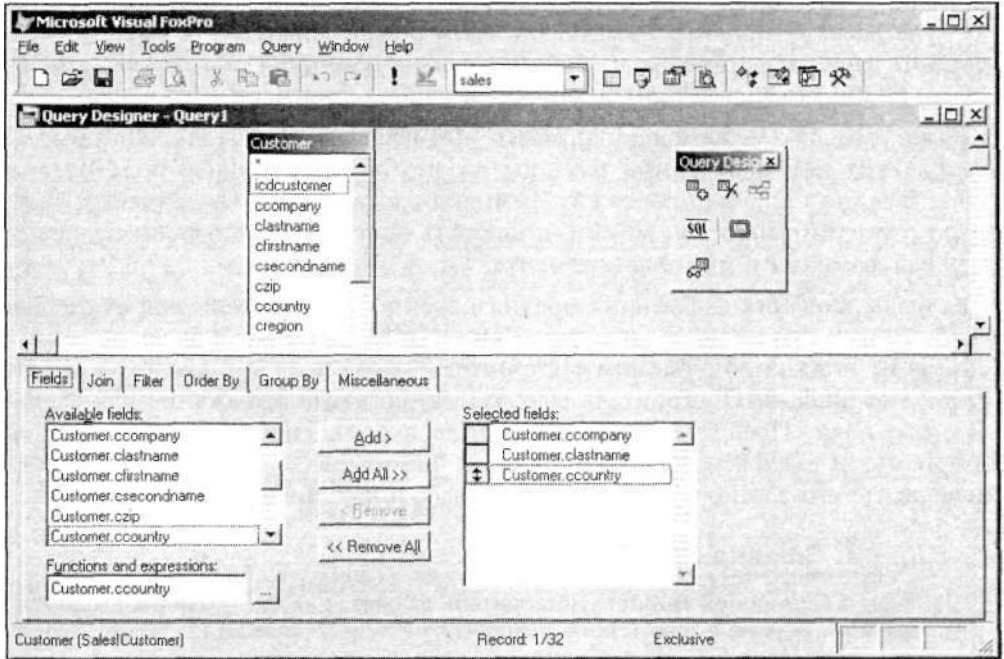 Microsoft Visual FoxPro
File Edit View Tools Program Query Window Help
sales
Query Designer - Query1
Customer
*
icdcustomer
ccompany
clastname
cfirstname
csecondname
czip
ccountry
cregion
Query Desig
SQL
Fields Join Filter Order By Group By Miscellaneous
Available fields:
Customer.ccompany
Customer.clastname
Customer.cfirstname
Customer.csecondname
Customer.czip
Customer.ccountry
Functions and expressions:
Customer.ccountry
...
Add >
Add All >>
< Remove
<< Remove All
Selected fields:
Customer.ccompany
Customer.clastname
Customer.ccountry
Customer (Sales!Customer) Record: 1/32 Exclusive